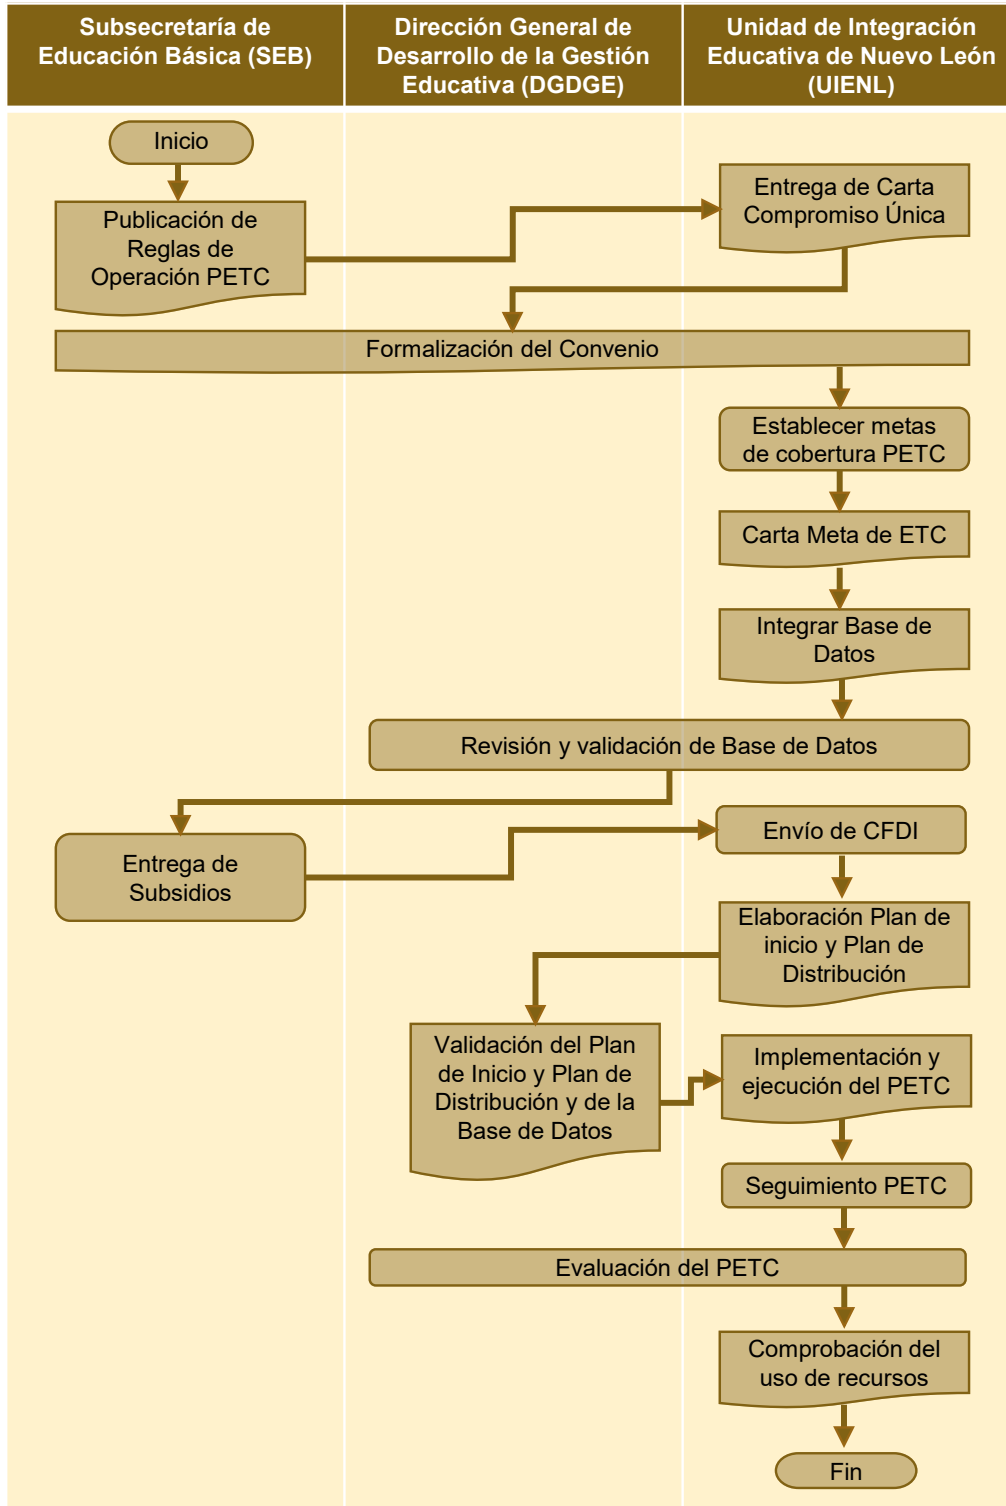 Subsecretaría de
Educación Básica (SEB)
Dirección General de
Desarrollo de la Gestión
Educativa (DGDGE)
Unidad de Integración
Educativa de Nuevo León
(UIENL)
Inicio
Publicación de
Reglas de
Operación PETC
Entrega de Carta
Compromiso Única
Formalización del Convenio
Establecer metas
de cobertura PETC
Carta Meta de ETC
Integrar Base de
Datos
Revisión y validación de Base de Datos
Entrega de
Subsidios
Envío de CFDI
Elaboración Plan de
inicio y Plan de
Distribución
Validación del Plan
de Inicio y Plan de
Distribución y de la
Base de Datos
Implementación y
ejecución del PETC
Seguimiento PETC
Evaluación del PETC
Comprobación del
uso de recursos
Fin